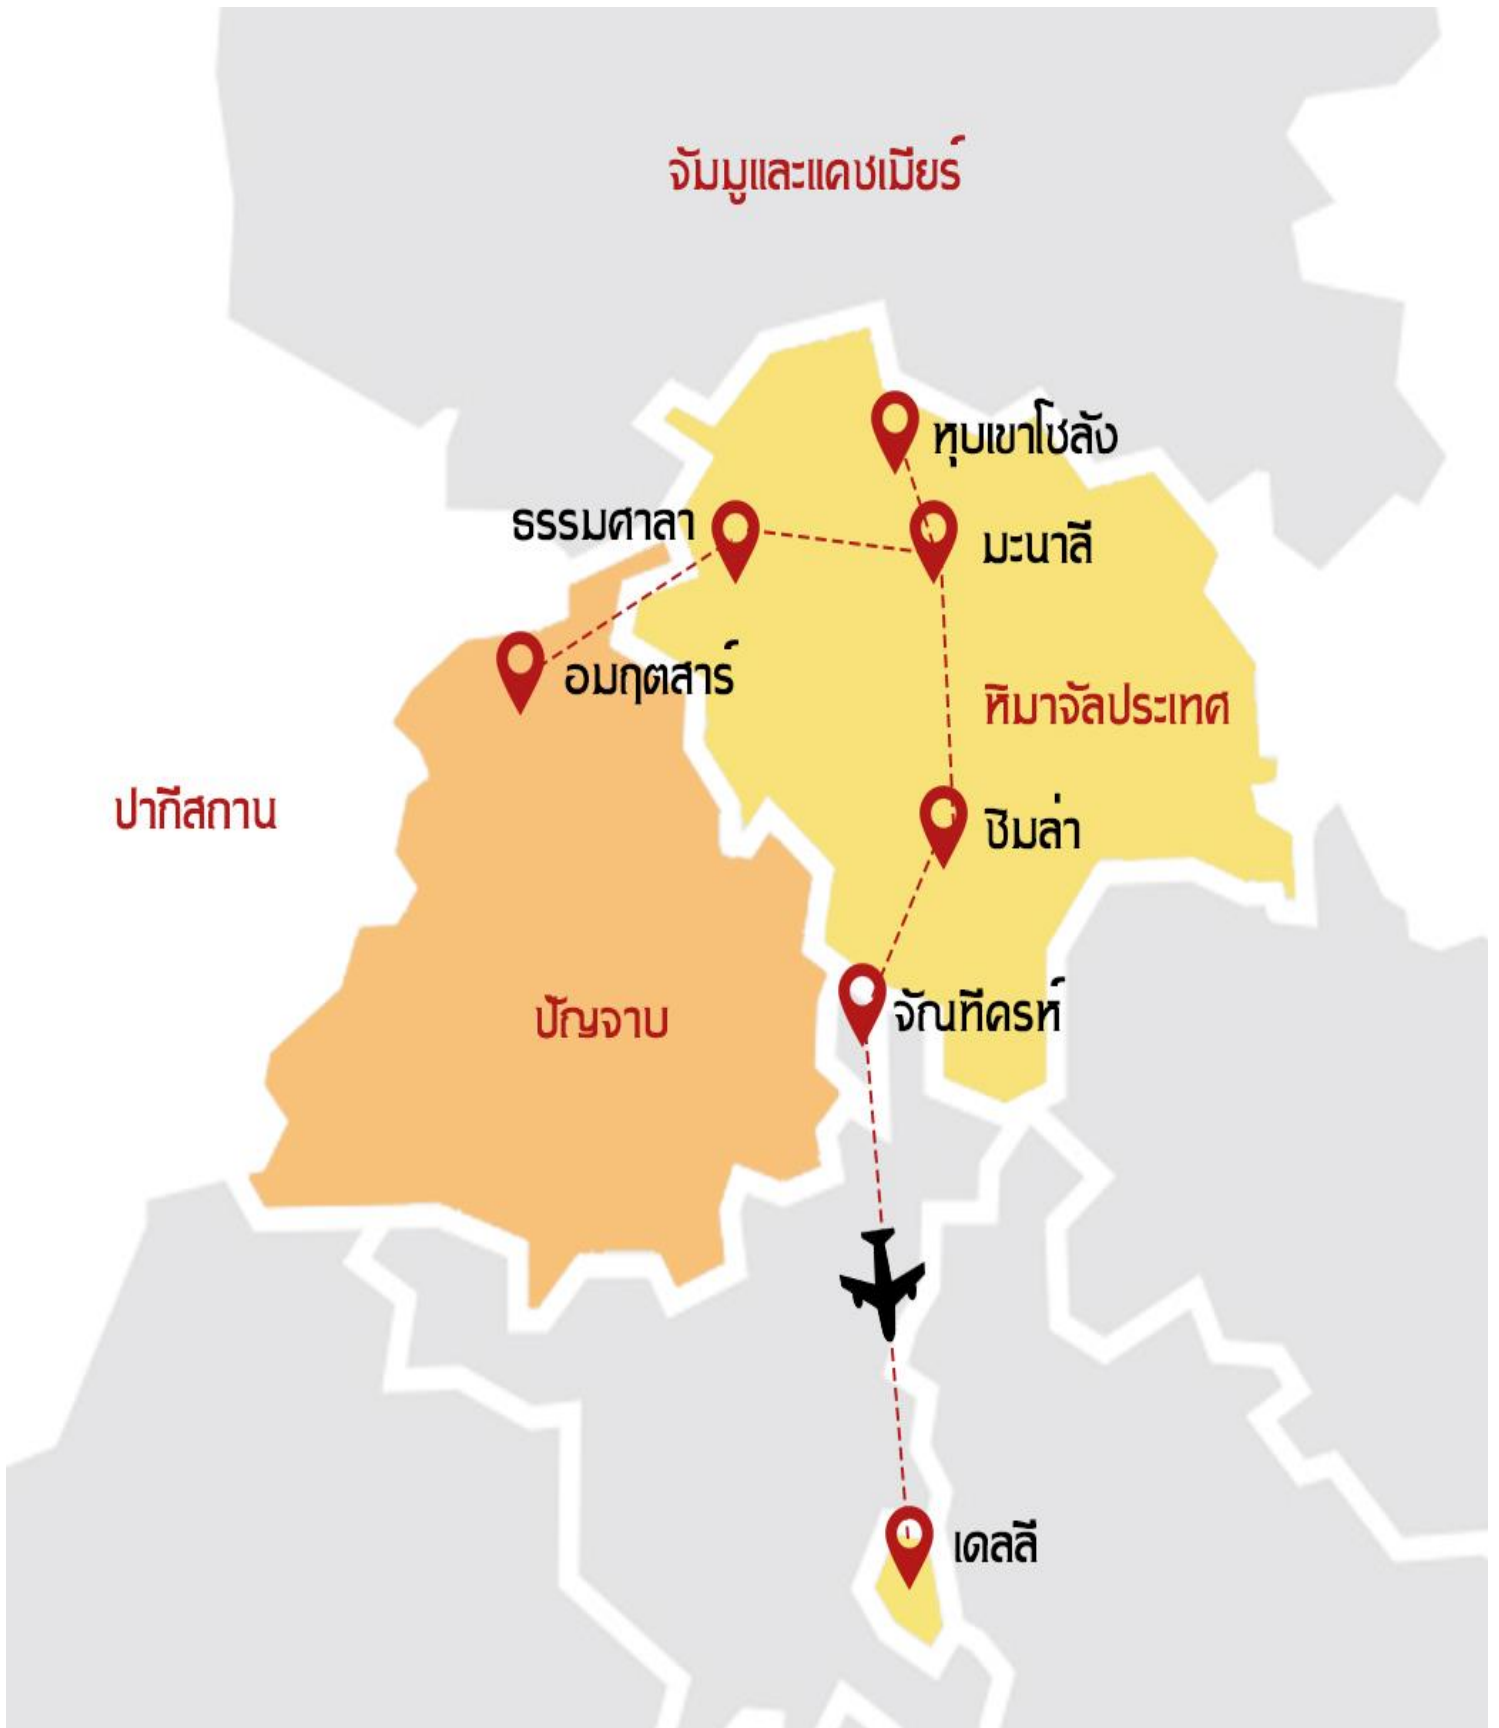 จัมมูและแคชเมียร์
หุบเขาโซลัง
ธรรมศาลา
มะนาลี
อมฤตสาร์
หิมาจัลประเทศ
ปากีสถาน
ชิมล่า
ปัญจาบ
จัณฑีครห์
เดลลี